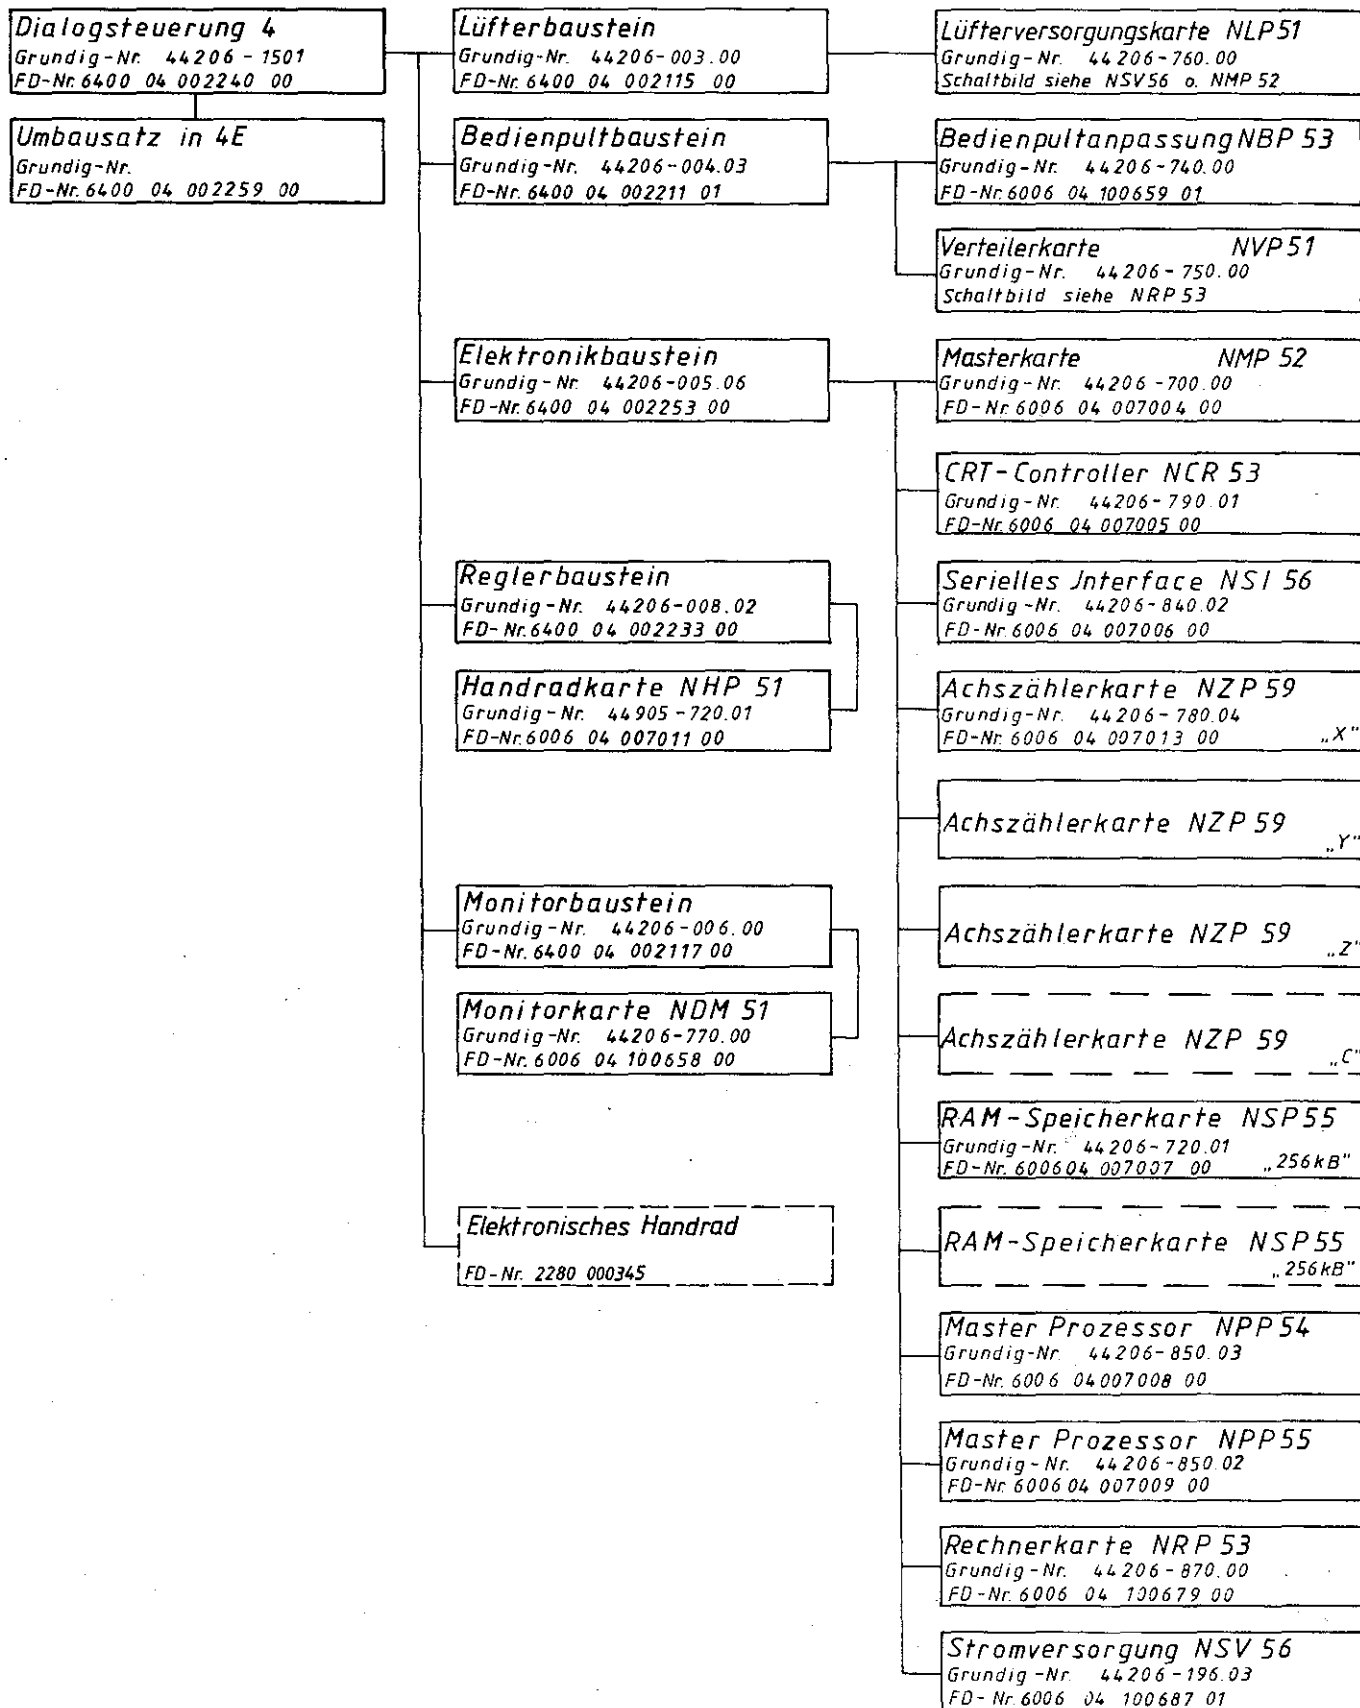 Dialogsteuerung 4
Grundig-Nr. 44206-1501
FD-Nr. 6400 04 002240 00
Umbausatz in 4E
Grundig-Nr.
FD-Nr. 6400 04 002259 00
Lüfterbaustein
Grundig-Nr. 44206-003.00
FD-Nr. 6400 04 002115 00
Bedienpultbaustein
Grundig-Nr. 44206-004.03
FD-Nr. 6400 04 002211 01
Elektronikbaustein
Grundig-Nr. 44206-005.06
FD-Nr. 6400 04 002253 00
Reglerbaustein
Grundig-Nr. 44206-008.02
FD-Nr. 6400 04 002233 00
Handradkarte NHP 51
Grundig-Nr. 44905-720.01
FD-Nr. 6006 04 007011 00
Monitorbaustein
Grundig-Nr. 44206-006.00
FD-Nr. 6400 04 002117 00
Monitorkarte NDM 51
Grundig-Nr. 44206-770.00
FD-Nr. 6006 04 100658 00
Elektronisches Handrad
FD-Nr. 2280 000345
Lüfterversorgungskarte NLP51
Grundig-Nr. 44206-760.00
Schaltbild siehe NSV56 o. NMP 52
Bedienpultanpassung NBP 53
Grundig-Nr. 44206-740.00
FD-Nr. 6006 04 100659 01
Verteilerkarte NVP51
Grundig-Nr. 44206-750.00
Schaltbild siehe NRP53
Masterkarte NMP 52
Grundig-Nr. 44206-700.00
FD-Nr. 6006 04 007004 00
CRT-Controller NCR 53
Grundig-Nr. 44206-790.01
FD-Nr. 6006 04 007005 00
Serielles Jnterface NSI 56
Grundig-Nr. 44206-840.02
FD-Nr. 6006 04 007006 00
Achszählerkarte NZP 59
Grundig-Nr. 44206-780.04
FD-Nr. 6006 04 007013 00 „X"
Achszählerkarte NZP 59
„Y"
Achszählerkarte NZP 59
„Z"
Achszählerkarte NZP 59
„C"
RAM-Speicherkarte NSP55
Grundig-Nr. 44206-720.01
FD-Nr. 6006 04 007007 00 „256kB"
RAM-Speicherkarte NSP55
„256kB"
Master Prozessor NPP54
Grundig-Nr. 44206-850.03
FD-Nr. 6006 04 007008 00
Master Prozessor NPP55
Grundig-Nr. 44206-850.02
FD-Nr. 6006 04 007009 00
Rechnerkarte NRP 53
Grundig-Nr. 44206-870.00
FD-Nr. 6006 04 100679 00
Stromversorgung NSV 56
Grundig-Nr. 44206-196.03
FD-Nr. 6006 04 100687 01